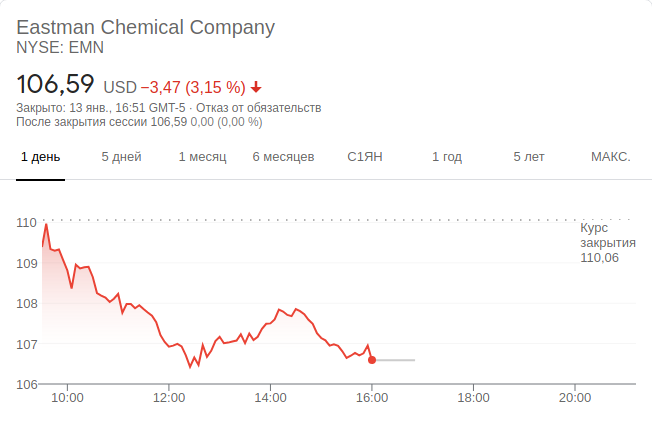 Eastman Chemical Company
NYSE: EMN
106,59 USD −3,47 (3,15 %)
Закрыто: 13 янв., 16:51 GMT-5 · Отказ от обязательств
После закрытия сессии 106,59 0,00 (0,00 %)
1 день 5 дней 1 месяц 6 месяцев С1ЯН 1 год 5 лет МАКС.
110
Курс
закрытия
110,06
109
108
107
106
10:00 12:00 14:00 16:00 18:00 20:00